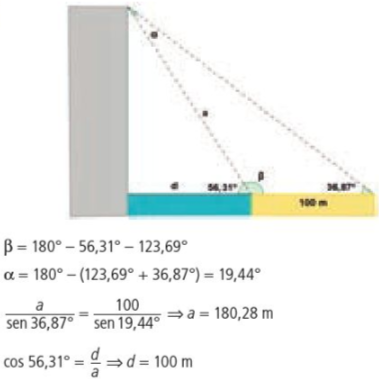 α
a
β
d 56,31° 36,87°
100 m
β = 180° − 56,31° − 123,69°
α = 180° − (123,69° + 36,87°) = 19,44°
a / sen 36,87° = 100 / sen 19,44° ⇒ a = 180,28 m
cos 56,31° = d / a ⇒ d = 100 m